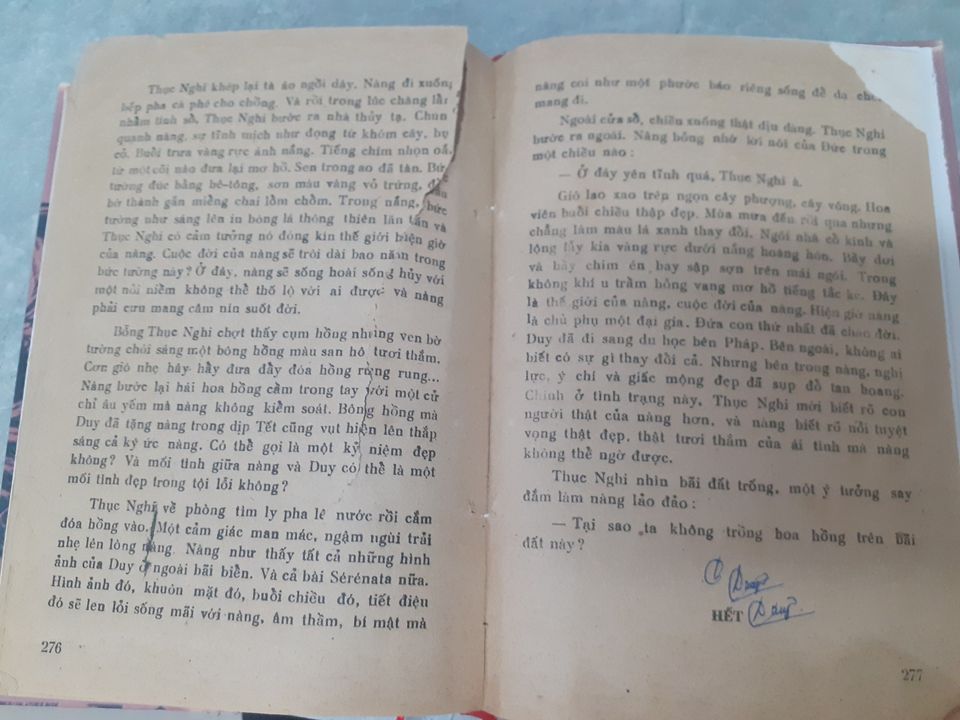 Thục Nghi khép lại tà áo ngồi dậy. Nàng đi xuống
bếp pha cà phê cho chồng. Và rồi trong lúc chàng lẩm
nhẩm tính sổ, Thục Nghi bước ra nhà thủy tạ. Chun
quanh nàng, sự tĩnh mịch như đọng từ khóm cây, bụ
cỏ. Buổi trưa vàng rực ánh nắng. Tiếng chim nhọn oắ,
từ một cõi nào đưa lại mơ hồ. Sen trong ao đã tàn. Bứ
tường đúc bằng bê-tông, sơn màu vàng vỏ trứng,
bờ thành gắn miểng chai lồm chồm. Trong nắng, bức
tường như sáng lên in bóng lá thông thiên lăn tăn và
Thục Nghi có cảm tưởng nó đóng kín thế giới hiện giờ
của nàng. Cuộc đời của nàng sẽ trôi dài bao năm trong
bức tường này? Ở đây, nàng sẽ sống hoài sống hủy với
một nỗi niềm không thể thố lộ với ai được và nàng
phải cưu mang câm nín suốt đời.
Bỗng Thục Nghi chợt thấy cụm hồng nhung ven bờ
tường chói sáng một bông hồng màu san hô tươi thắm.
Cơn gió nhẹ hây hẩy đưa đẩy đóa hồng rung rung...
Nàng bước lại hái hoa hồng cầm trong tay với một cử
chỉ âu yếm mà nàng không kiểm soát. Bông hồng mà
Duy đã tặng nàng trong dịp Tết cũng vụt hiện lên thắp
sáng cả ký ức nàng. Có thể gọi là một kỷ niệm đẹp
không? Và mối tình giữa nàng và Duy có thể là một
mối tình đẹp trong tội lỗi không?
Thục Nghi về phòng tìm ly pha lê nước rồi cắm
đóa hồng vào. Một cảm giác man mác, ngậm ngùi trải
nhẹ lên lòng nàng. Nàng như thấy tất cả những hình
ảnh của Duy ở ngoài bãi biển. Và cả bài Sérénata nữa.
Hình ảnh đó, khuôn mặt đó, buổi chiều đó, tiết điệu
đó sẽ len lỏi sống mãi với nàng, âm thầm, bí mật mà
276
nàng coi như một phước báo riêng sống để dạ chết
mang đi.
Ngoài cửa sổ, chiều xuống thật dịu dàng. Thục Nghi
bước ra ngoài. Nàng bỗng nhớ lời nói của Đức trong
một chiều nào :
— Ở đây yên tĩnh quá, Thục Nghi à.
Gió lao xao trên ngọn cây phượng, cây vông. Hoa
viên buổi chiều thập đẹp. Mùa mưa đến rồi qua nhưng
chẳng làm màu lá xanh thay đổi. Ngôi nhà cổ kính và
lộng lẫy kia vàng rực dưới nắng hoàng hôn. Bầy dơi
và bầy chim én bay sập sợn trên mái ngói. Trong
không khí u trầm bỗng vang mơ hồ tiếng tắc kè. Đây
là thế giới của nàng, cuộc đời của nàng. Hiện giờ nàng
là chủ phụ một đại gia. Đứa con thứ nhất đã chào đời.
Duy đã đi sang du học bên Pháp. Bên ngoài, không ai
biết có sự gì thay đổi cả. Nhưng bên trong nàng, nghị
lực, ý chí và giấc mộng đẹp đã sụp đổ tan hoang.
Chính ở tình trạng này, Thục Nghi mới biết rõ con
người thật của nàng hơn, và nàng biết rõ nỗi tuyệt
vọng thật đẹp, thật tươi thắm của ái tình mà nàng
không thể ngờ được.
Thục Nghi nhìn bãi đất trống, một ý tưởng say
đắm làm nàng lảo đảo :
— Tại sao ta không trồng hoa hồng trên bãi
đất này?
HẾT
277